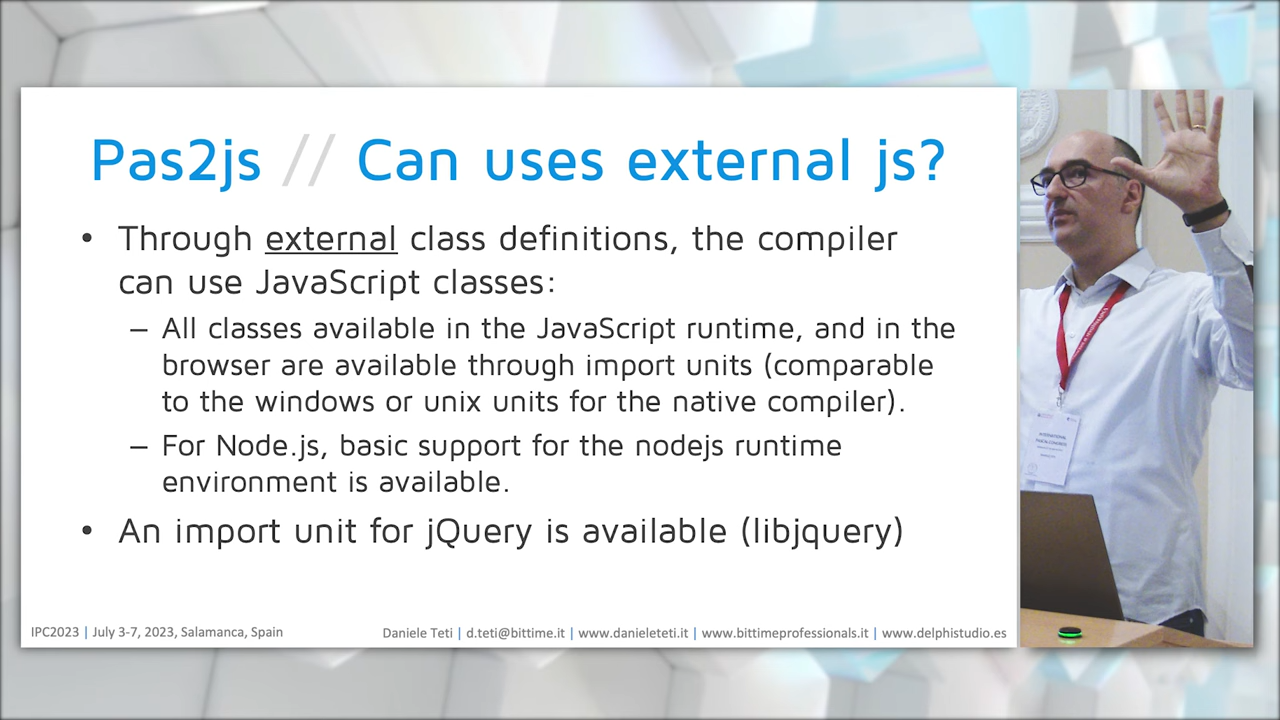 Pas2js // Can uses external js?
• Through external class definitions, the compiler
can use JavaScript classes:
– All classes available in the JavaScript runtime, and in the
browser are available through import units (comparable
to the windows or unix units for the native compiler).
– For Node.js, basic support for the nodejs runtime
environment is available.
• An import unit for jQuery is available (libjquery)
IPC2023 | July 3-7, 2023, Salamanca, Spain
Daniele Teti | d.teti@bittime.it | www.danieleteti.it | www.bittimeprofessionals.it | www.delphistudio.es
INTERNATIONAL
PASCAL CONGRESS